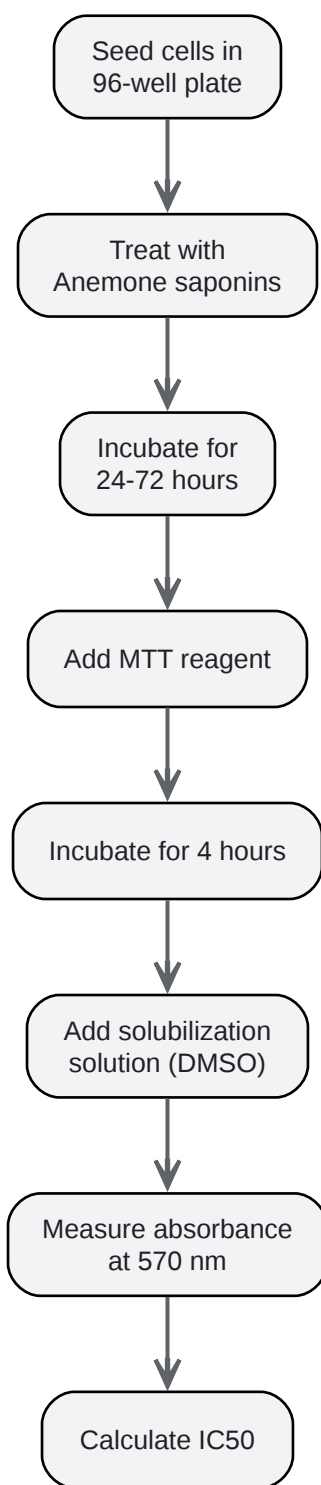 Seed cells in
96-well plate
Treat with
Anemone saponins
Incubate for
24-72 hours
Add MTT reagent
Incubate for 4 hours
Add solubilization
solution (DMSO)
Measure absorbance
at 570 nm
Calculate IC50